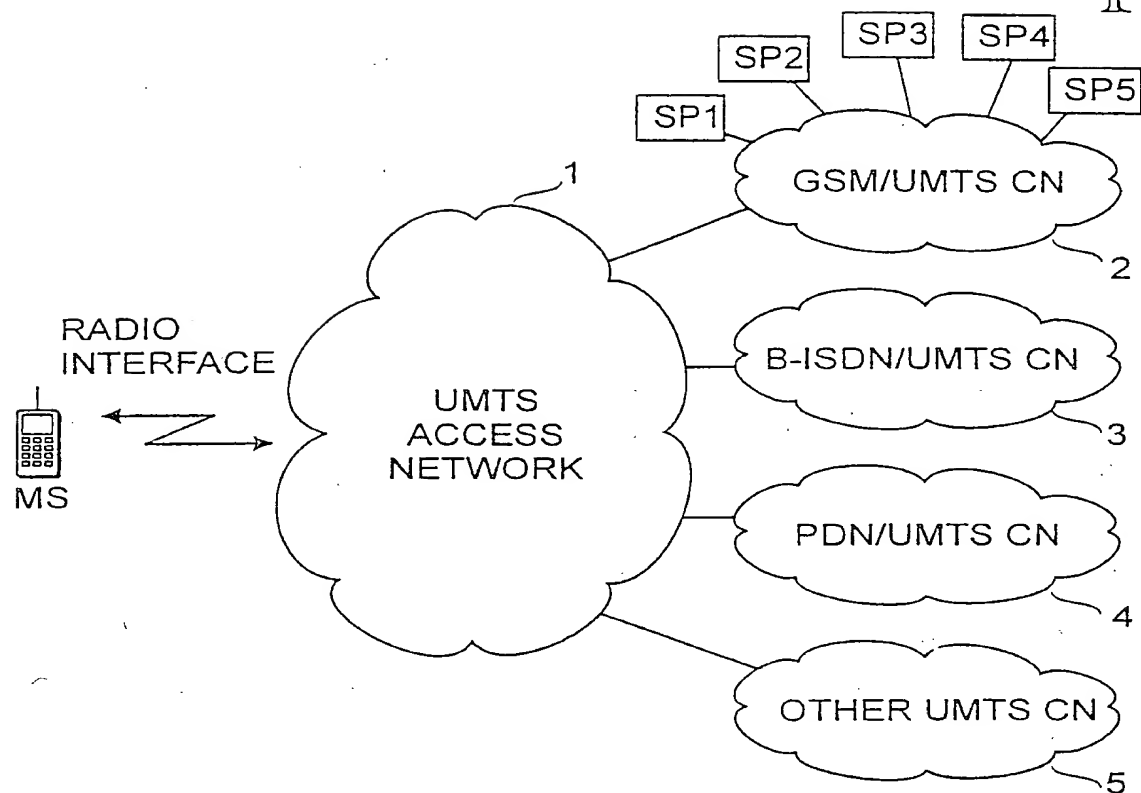 SP1
SP2
SP3
SP4
SP5
GSM/UMTS CN
2
1
RADIO
INTERFACE
MS
UMTS
ACCESS
NETWORK
B-ISDN/UMTS CN
3
PDN/UMTS CN
4
OTHER UMTS CN
5